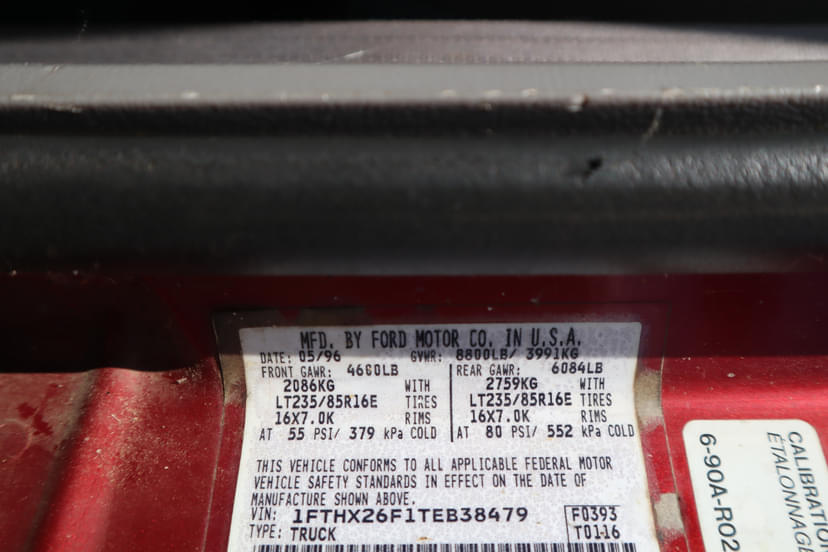 MFD. BY FORD MOTOR CO. IN U.S.A.
DATE: 05/96 GVWR: 8800LB/ 3991KG
FRONT GAWR: 4600LB REAR GAWR: 6084LB
2086KG WITH 2759KG WITH
LT235/85R16E TIRES LT235/85R16E TIRES
16X7.0K RIMS 16X7.0K RIMS
AT 55 PSI/ 379 kPa COLD AT 80 PSI/ 552 kPa COLD
THIS VEHICLE CONFORMS TO ALL APPLICABLE FEDERAL MOTOR
VEHICLE SAFETY STANDARDS IN EFFECT ON THE DATE OF
MANUFACTURE SHOWN ABOVE.
VIN: 1FTHX26F1TEB38479 F0393
TYPE: TRUCK T0116
CALIBRATION
ÉTALONNAGE
6-90A-R02